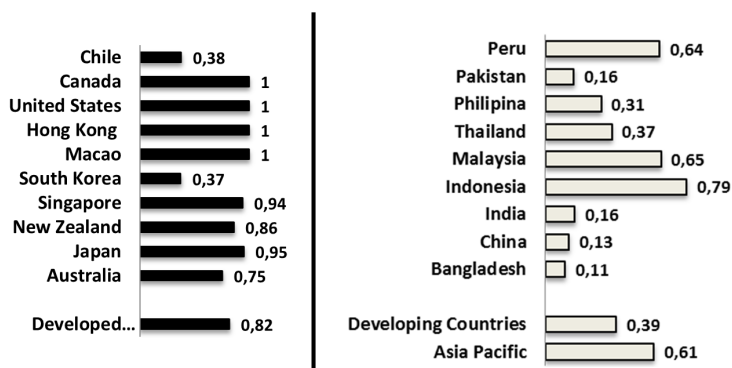 Chile 0,38
Canada 1
United States 1
Hong Kong 1
Macao 1
South Korea 0,37
Singapore 0,94
New Zealand 0,86
Japan 0,95
Australia 0,75
Developed... 0,82
Peru 0,64
Pakistan 0,16
Philipina 0,31
Thailand 0,37
Malaysia 0,65
Indonesia 0,79
India 0,16
China 0,13
Bangladesh 0,11
Developing Countries 0,39
Asia Pacific 0,61